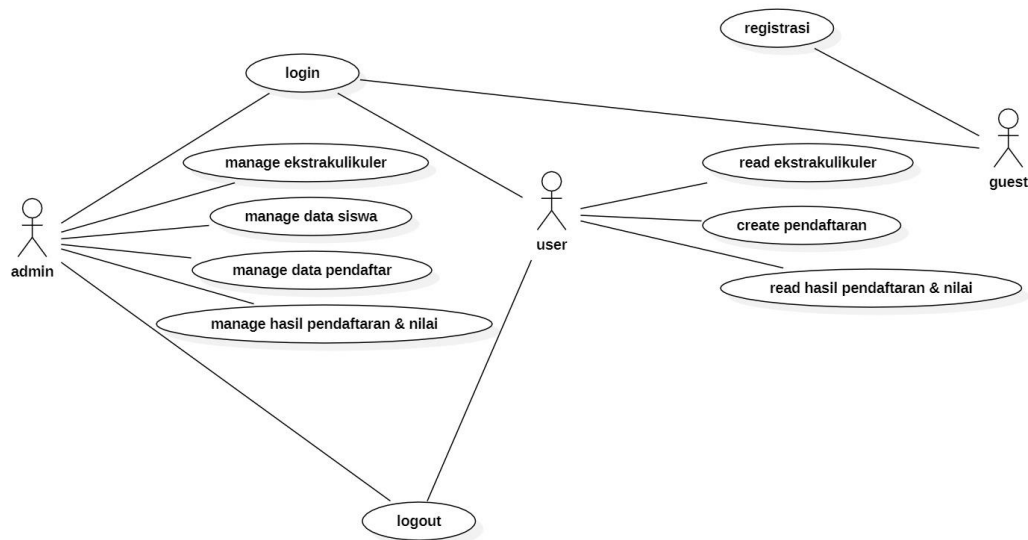 registrasi
login
manage ekstrakulikuler
read ekstrakulikuler
guest
manage data siswa
create pendaftaran
user
admin
manage data pendaftar
read hasil pendaftaran & nilai
manage hasil pendaftaran & nilai
logout